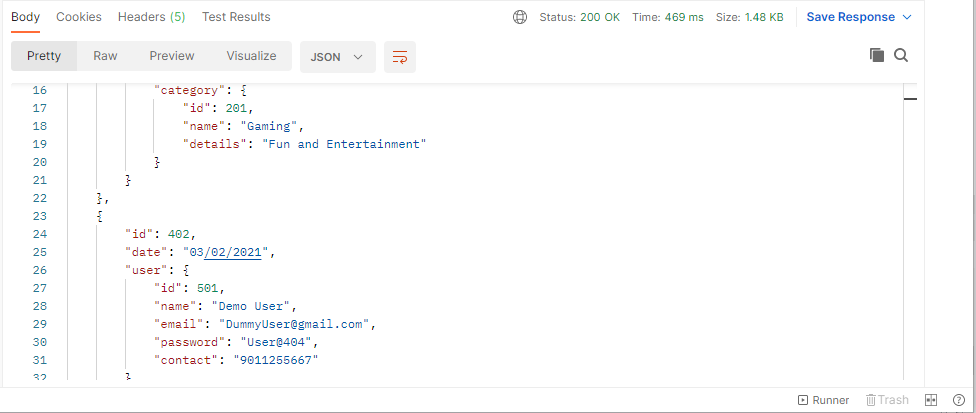 Body Cookies Headers (5) Test Results Status: 200 OK Time: 469 ms Size: 1.48 KB Save Response
Pretty Raw Preview Visualize JSON
16 "category": {
17 "id": 201,
18 "name": "Gaming",
19 "details": "Fun and Entertainment"
20 }
21 }
22 },
23 {
24 "id": 402,
25 "date": "03/02/2021",
26 "user": {
27 "id": 501,
28 "name": "Demo User",
29 "email": "DummyUser@gmail.com",
30 "password": "User@404",
31 "contact": "9011255667"
32 }
Runner Trash